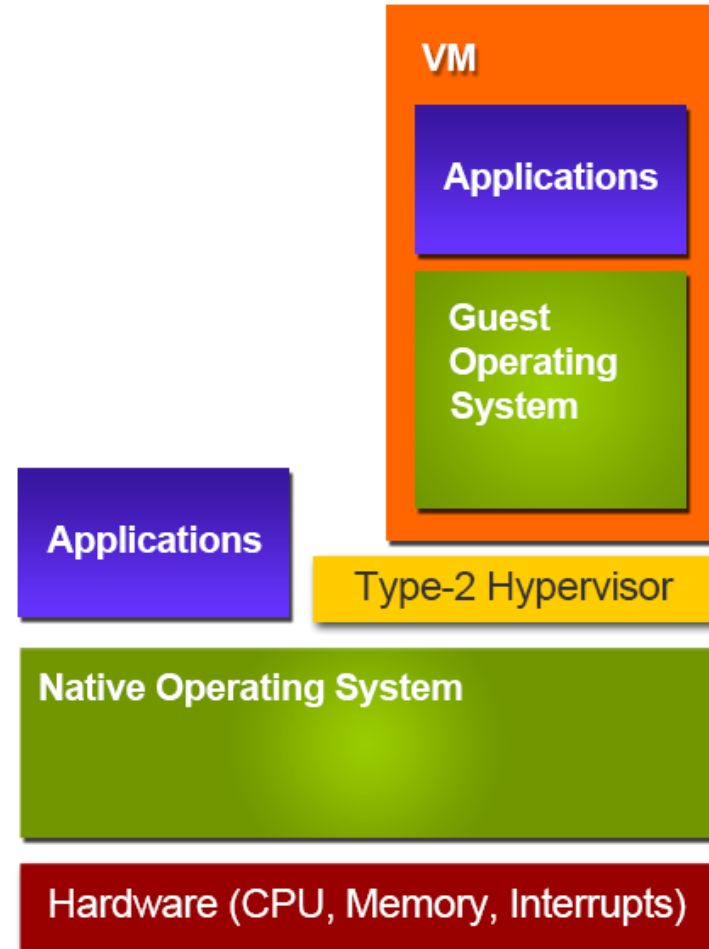 VM
Applications
Guest
Operating
System
Applications
Type-2 Hypervisor
Native Operating System
Hardware (CPU, Memory, Interrupts)